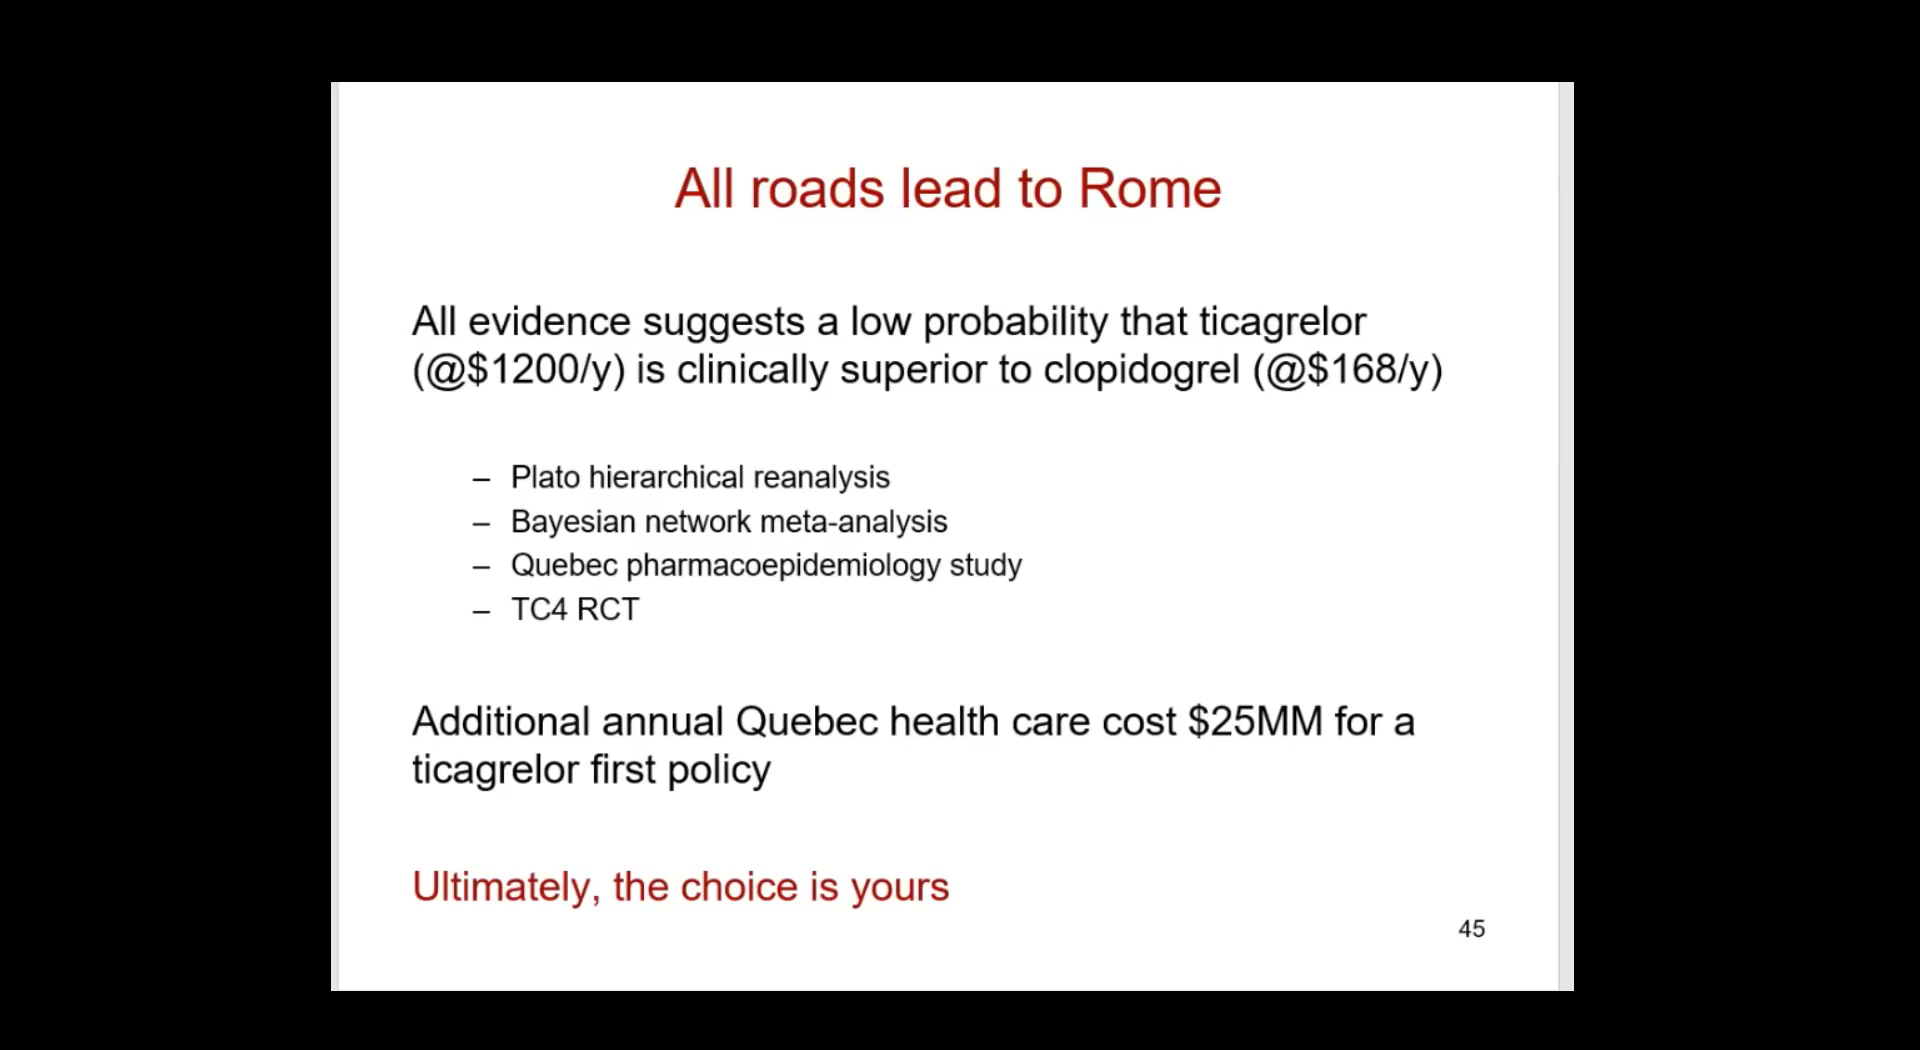 All roads lead to Rome
All evidence suggests a low probability that ticagrelor
(@$1200/y) is clinically superior to clopidogrel (@$168/y)
– Plato hierarchical reanalysis
– Bayesian network meta-analysis
– Quebec pharmacoepidemiology study
– TC4 RCT
Additional annual Quebec health care cost $25MM for a
ticagrelor first policy
Ultimately, the choice is yours
45